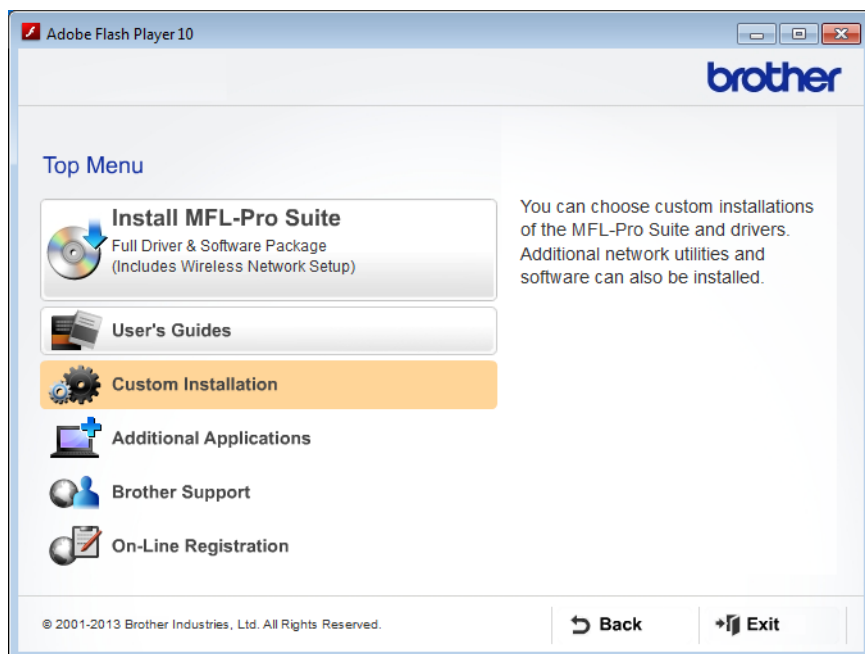 Adobe Flash Player 10
brother
Top Menu
Install MFL-Pro Suite
Full Driver & Software Package
(Includes Wireless Network Setup)
User's Guides
Custom Installation
Additional Applications
Brother Support
On-Line Registration
You can choose custom installations
of the MFL-Pro Suite and drivers.
Additional network utilities and
software can also be installed.
© 2001-2013 Brother Industries, Ltd. All Rights Reserved.
Back
Exit